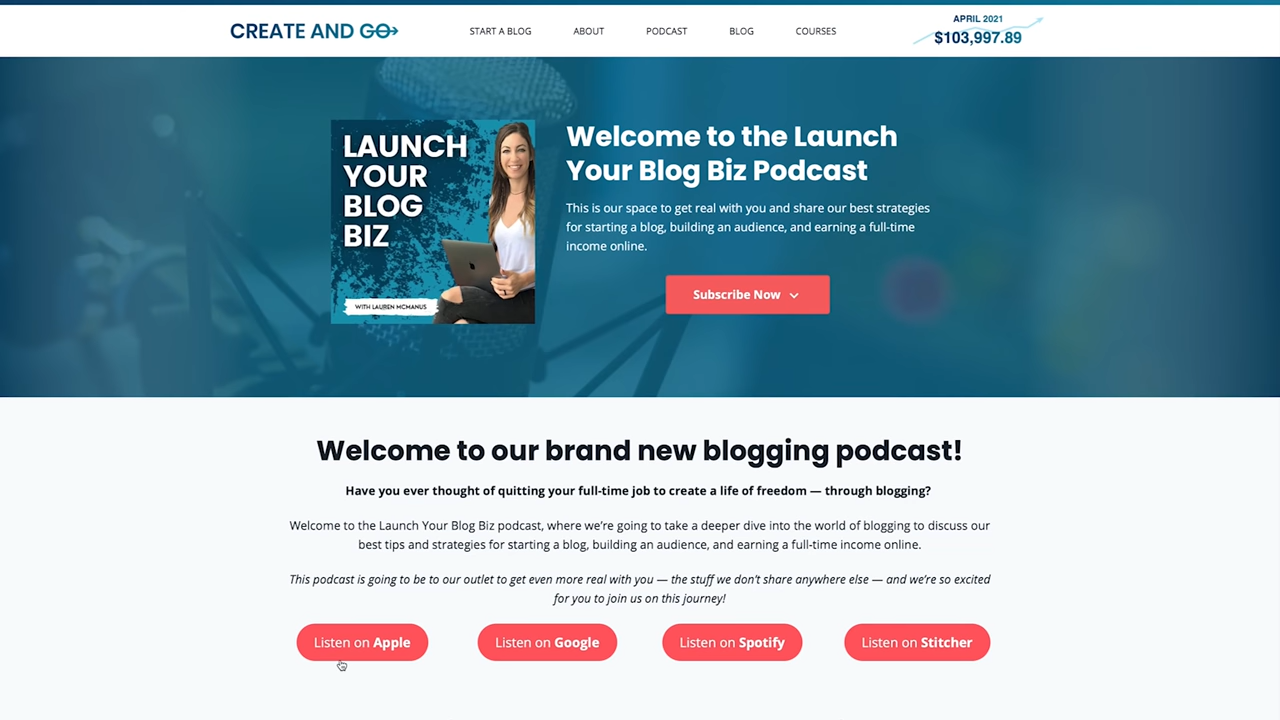 CREATE AND GO
START A BLOG
ABOUT
PODCAST
BLOG
COURSES
APRIL 2021
$103,997.89
LAUNCH
YOUR
BLOG
BIZ
WITH LAUREN MCMANUS
Welcome to the Launch
Your Blog Biz Podcast
This is our space to get real with you and share our best strategies
for starting a blog, building an audience, and earning a full-time
income online.
Subscribe Now
Welcome to our brand new blogging podcast!
Have you ever thought of quitting your full-time job to create a life of freedom — through blogging?
Welcome to the Launch Your Blog Biz podcast, where we’re going to take a deeper dive into the world of blogging to discuss our
best tips and strategies for starting a blog, building an audience, and earning a full-time income online.
This podcast is going to be to our outlet to get even more real with you — the stuff we don’t share anywhere else — and we’re so excited
for you to join us on this journey!
Listen on Apple
Listen on Google
Listen on Spotify
Listen on Stitcher